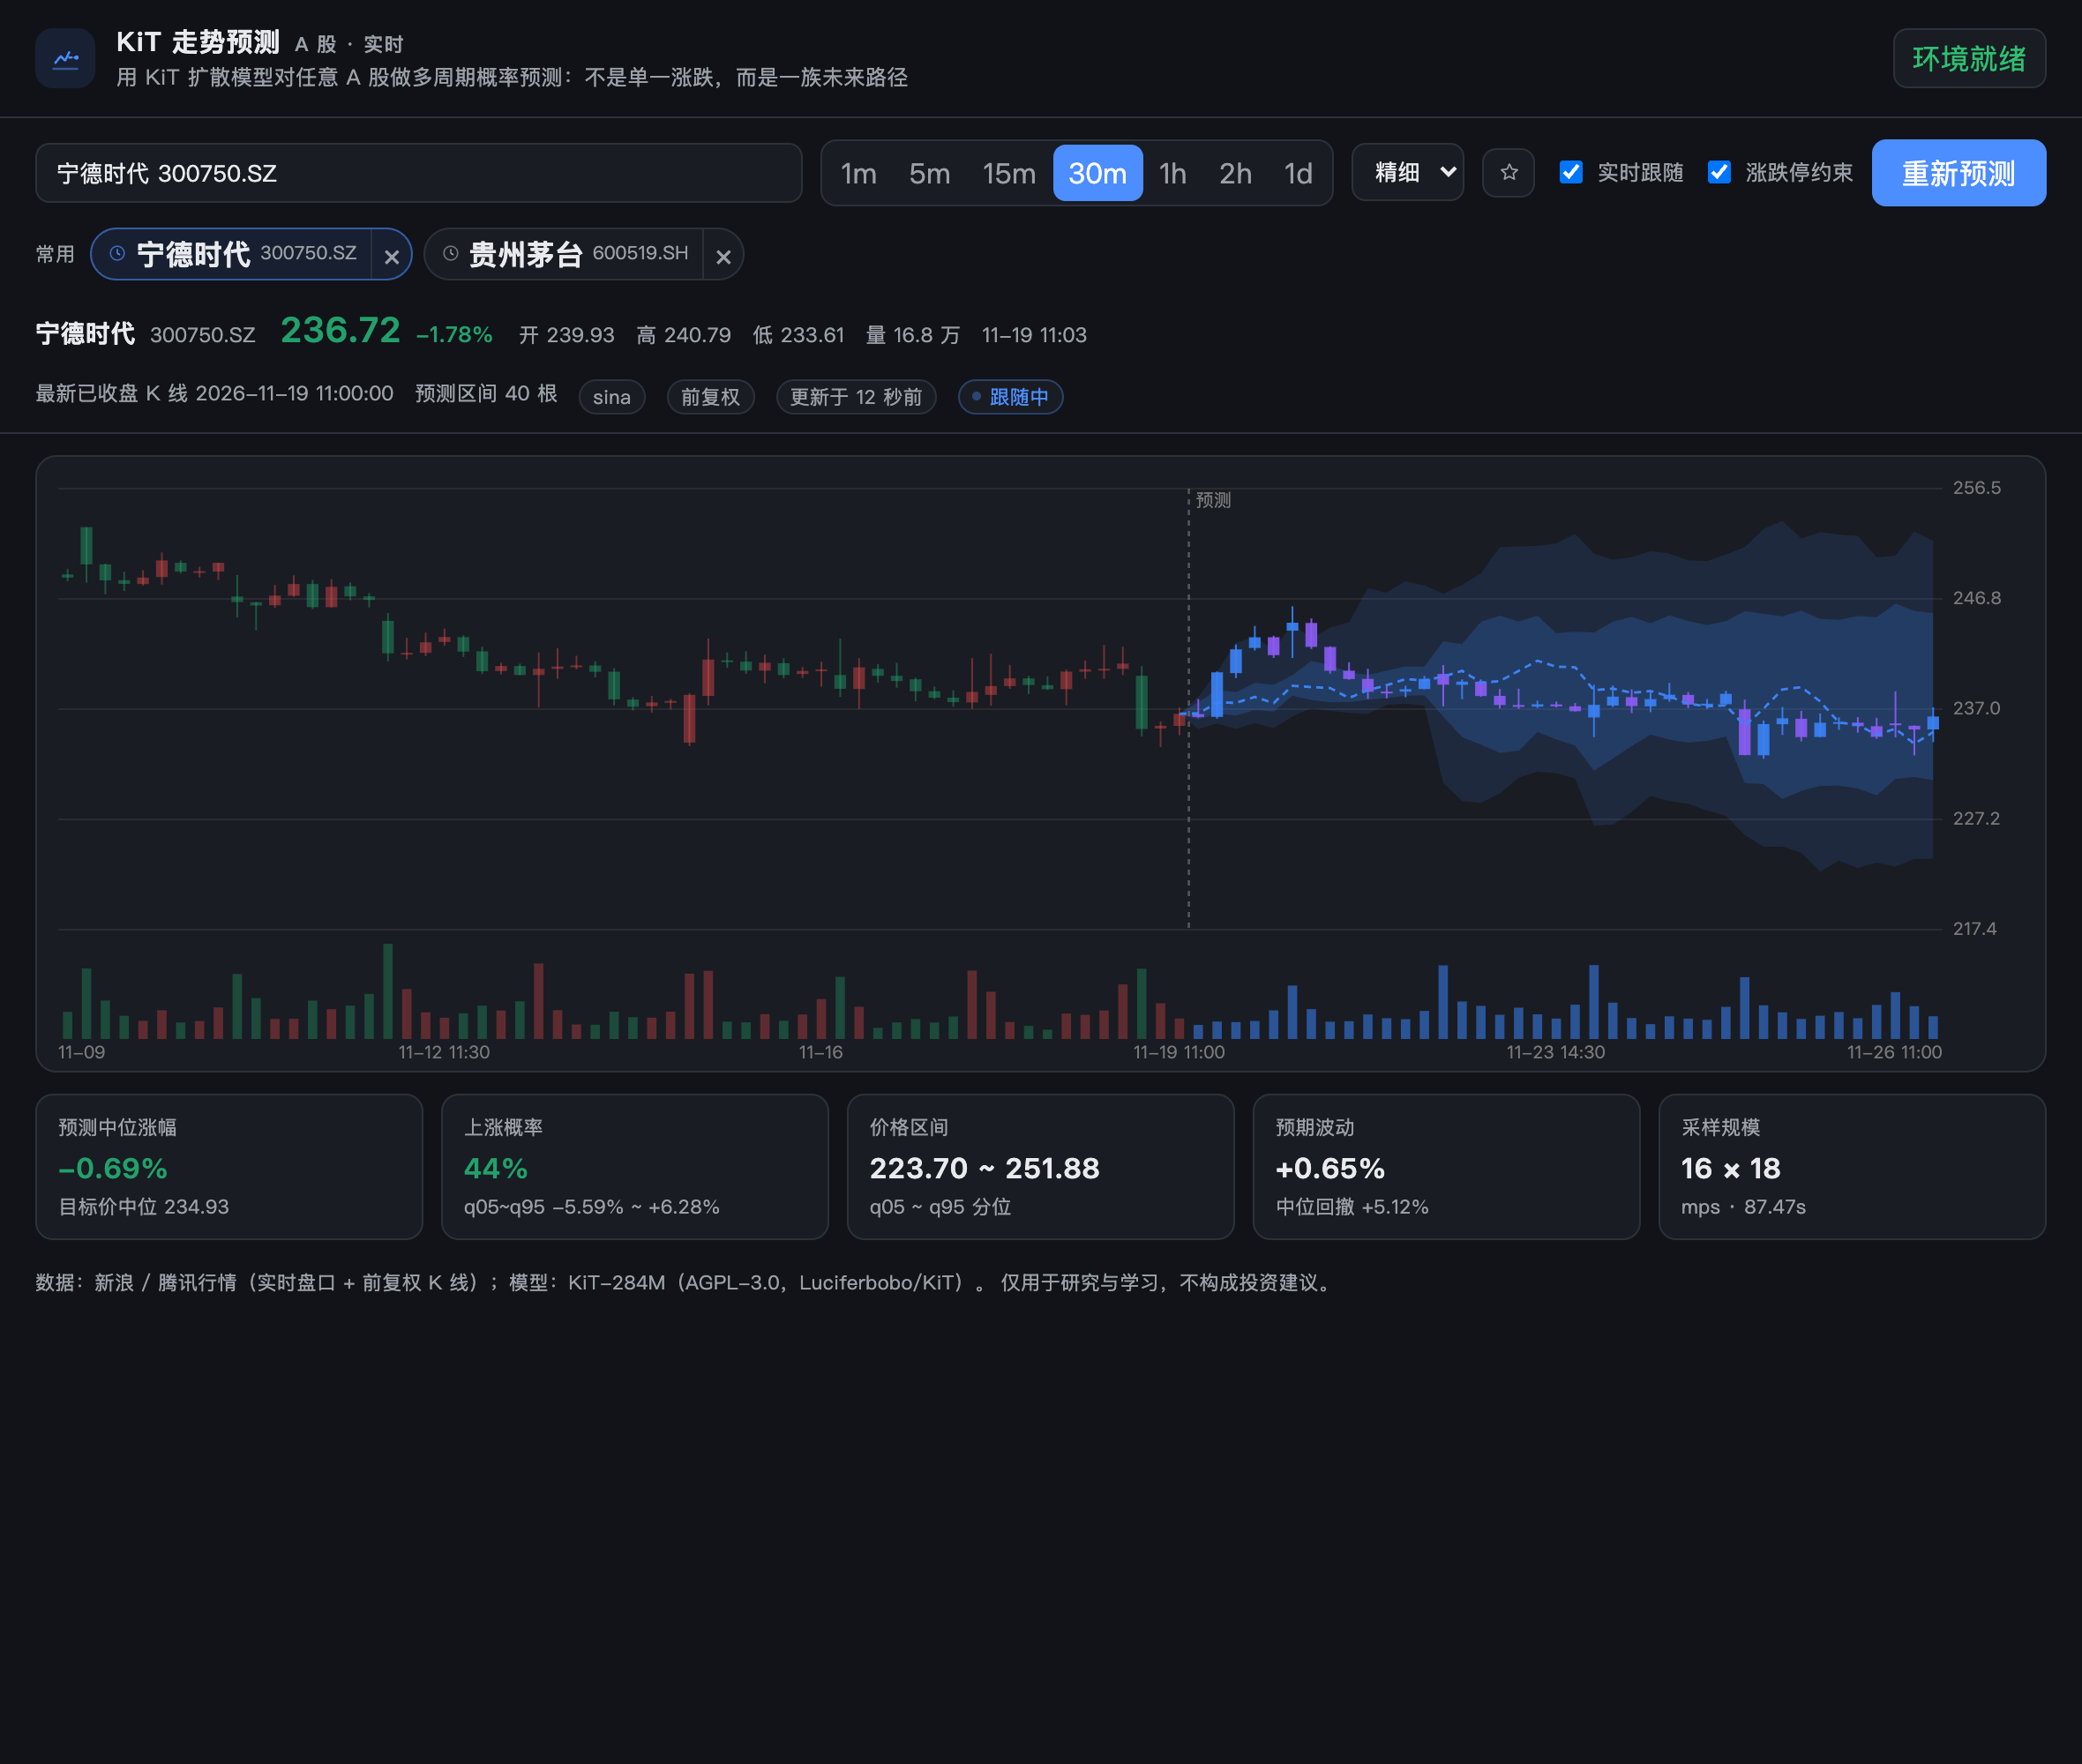 KiT 走势预测 A 股 · 实时
用 KiT 扩散模型对任意 A 股做多周期概率预测：不是单一涨跌，而是一族未来路径
环境就绪
宁德时代 300750.SZ
1m 5m 15m 30m 1h 2h 1d
精细
实时跟随
涨跌停约束
重新预测
常用 宁德时代 300750.SZ × 贵州茅台 600519.SH ×
宁德时代 300750.SZ 236.72 -1.78% 开 239.93 高 240.79 低 233.61 量 16.8 万 11-19 11:03
最新已收盘 K 线 2026-11-19 11:00:00 预测区间 40 根 sina 前复权 更新于 12 秒前 跟随中
预测
256.5
246.8
237.0
227.2
217.4
11-09 11-12 11:30 11-16 11-19 11:00 11-23 14:30 11-26 11:00
预测中位涨幅
-0.69%
目标价中位 234.93
上涨概率
44%
q05~q95 -5.59% ~ +6.28%
价格区间
223.70 ~ 251.88
q05 ~ q95 分位
预期波动
+0.65%
中位回撤 +5.12%
采样规模
16 × 18
mps · 87.47s
数据：新浪 / 腾讯行情（实时盘口 + 前复权 K 线）；模型：KiT-284M（AGPL-3.0，Luciferbobo/KiT）。 仅用于研究与学习，不构成投资建议。